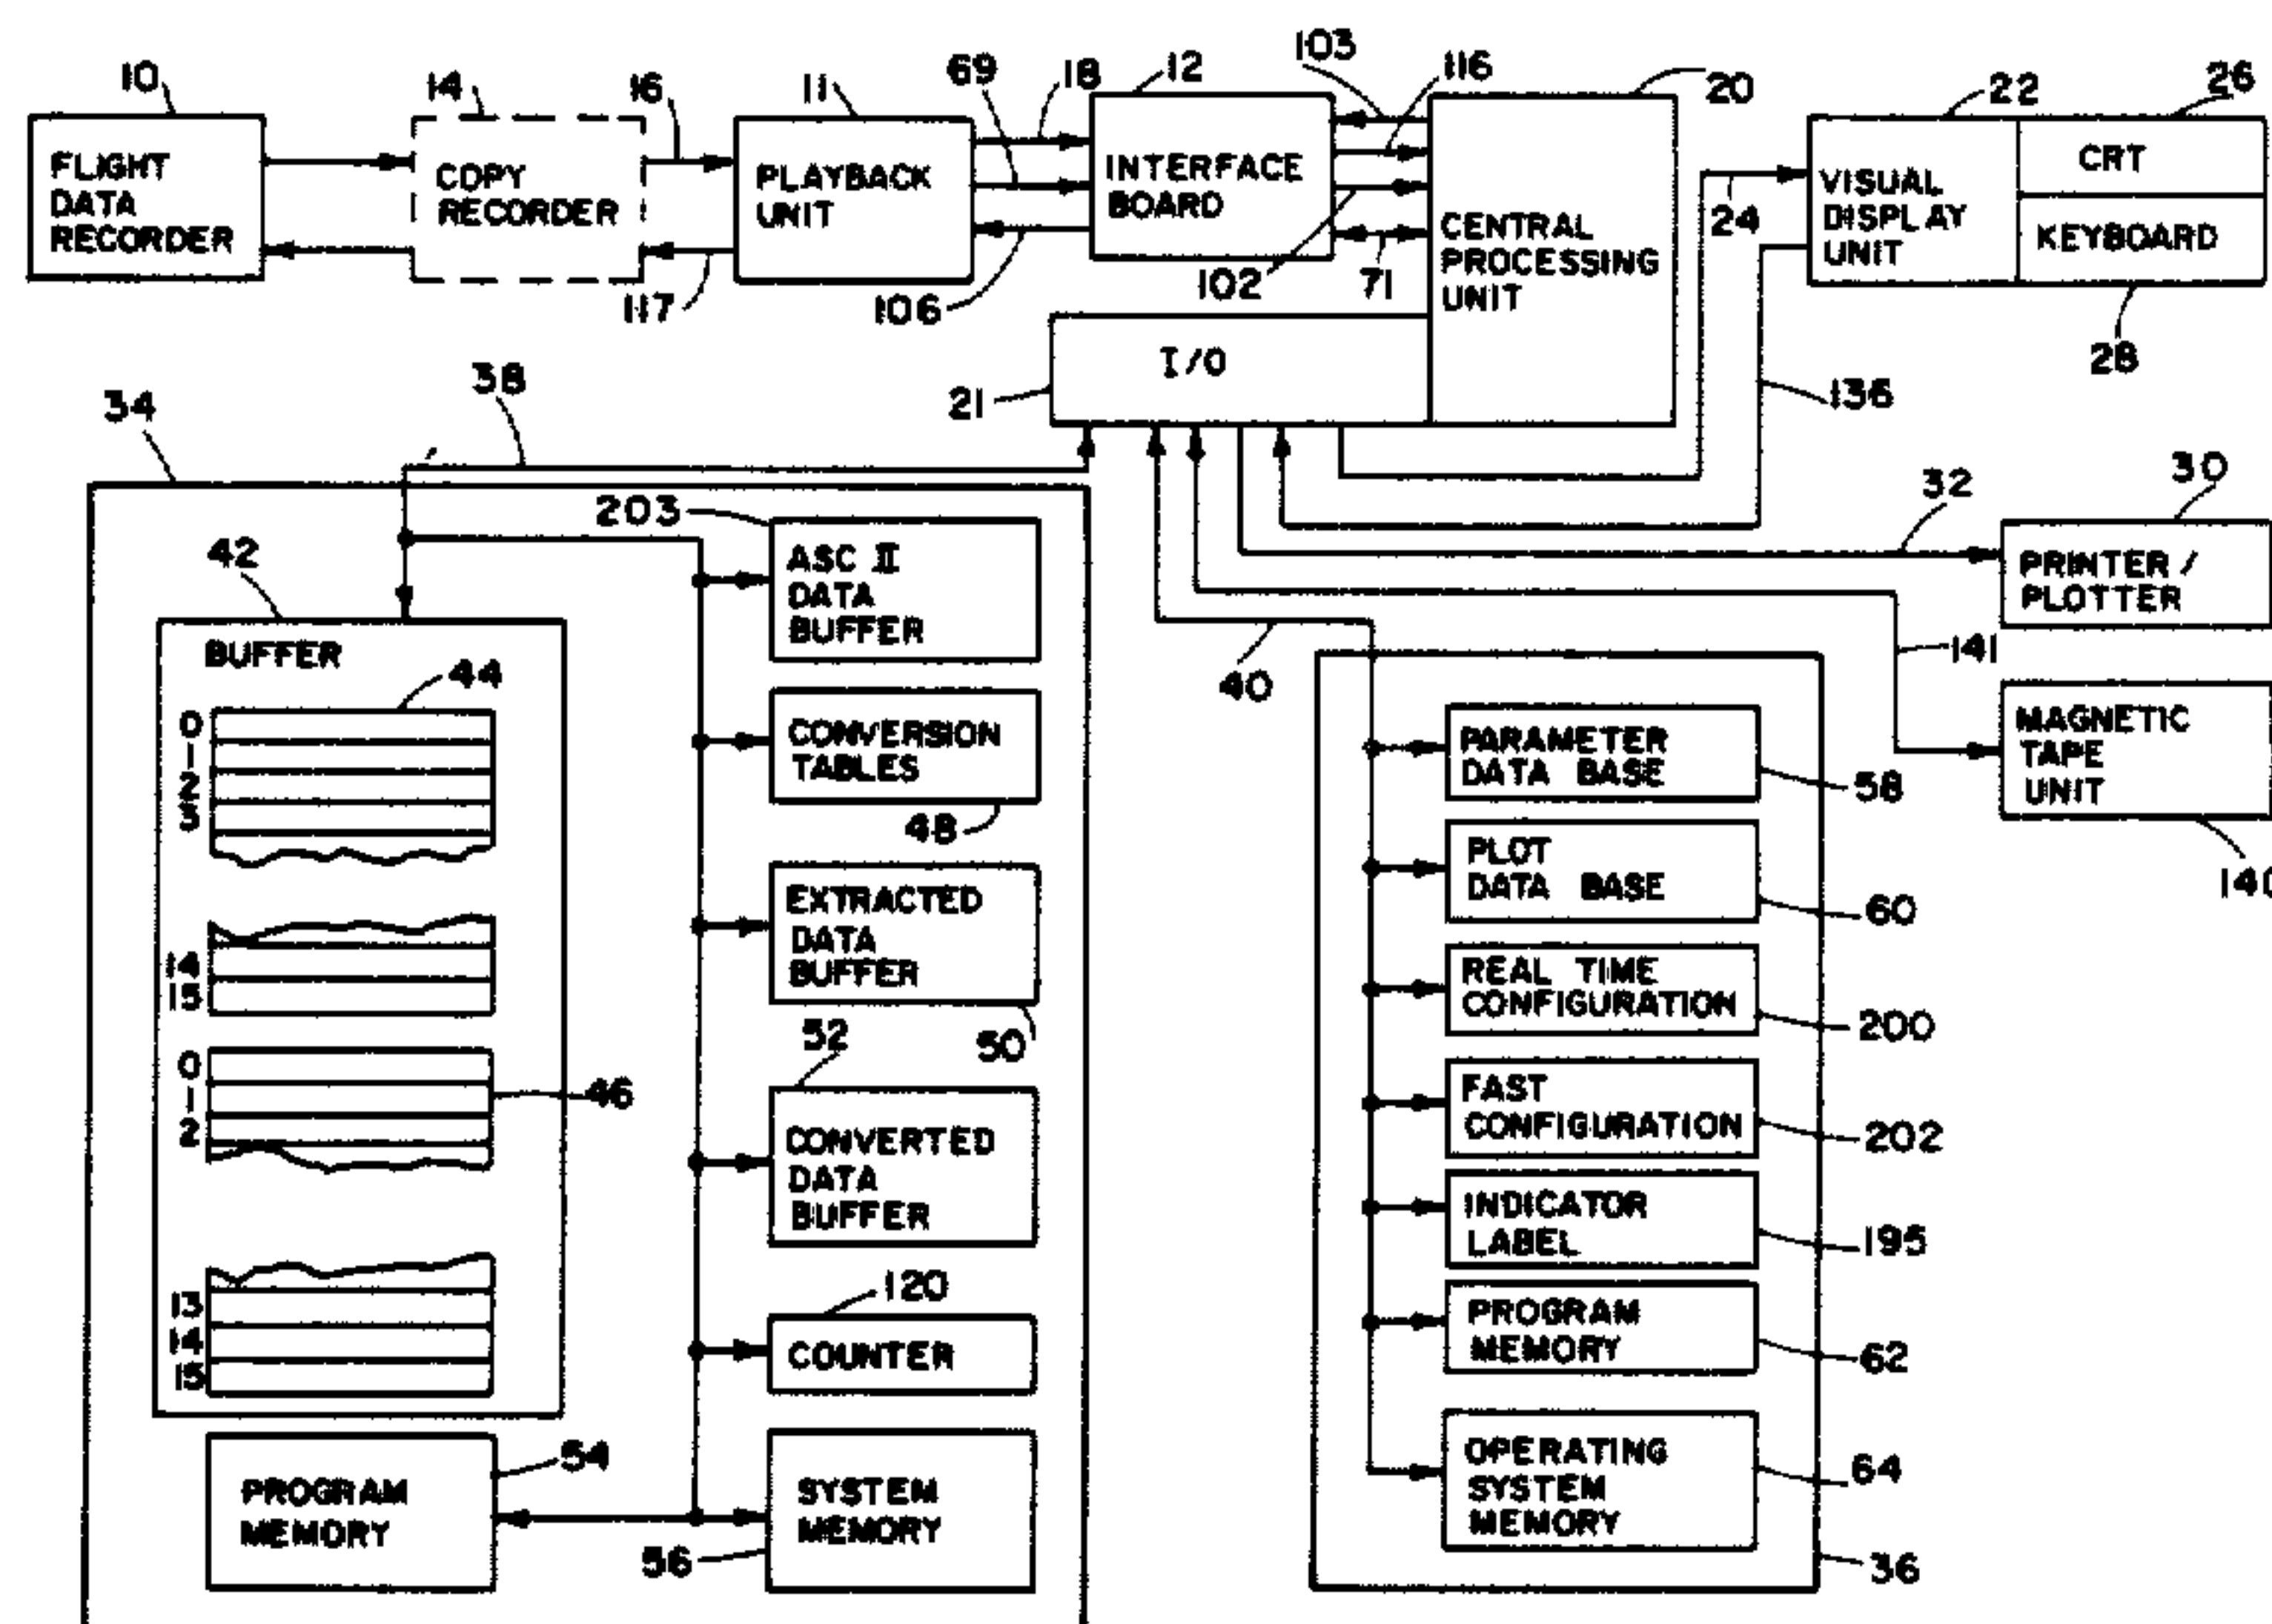 10
14
16
11
69
18
12
103
116
20
22
26
FLIGHT
DATA
RECORDER
COPY
RECORDER
PLAYBACK
UNIT
INTERFACE
BOARD
CENTRAL
PROCESSING
UNIT
VISUAL
DISPLAY
UNIT
CRT
KEYBOARD
117
106
102
71
24
28
136
I/O
21
34
38
32
30
203
42
ASC II
DATA
BUFFER
PRINTER/
PLOTTER
BUFFER
44
40
141
0
1
2
3
CONVERSION
TABLES
48
PARAMETER
DATA BASE
58
MAGNETIC
TAPE
UNIT
140
PLOT
DATA BASE
60
EXTRACTED
DATA
BUFFER
50
14
15
REAL TIME
CONFIGURATION
200
52
0
1
2
46
FAST
CONFIGURATION
202
CONVERTED
DATA
BUFFER
INDICATOR
LABEL
195
13
14
15
120
COUNTER
PROGRAM
MEMORY
62
54
PROGRAM
MEMORY
SYSTEM
MEMORY
56
OPERATING
SYSTEM
MEMORY
64
36